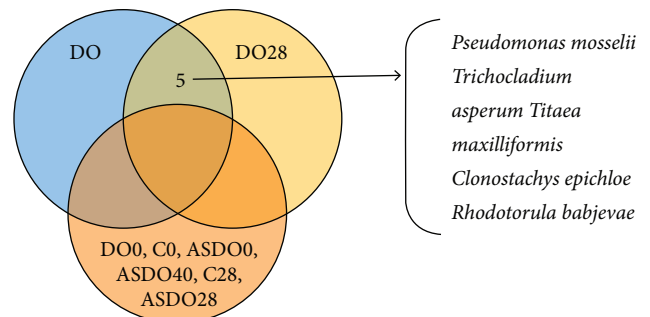 DO
DO28
5
Pseudomonas mosselii
Trichocladium
asperum Titaea
maxilliformis
Clonostachys epichloe
Rhodotorula babjevae
DO0, C0, ASDO0,
ASDO40, C28,
ASDO28